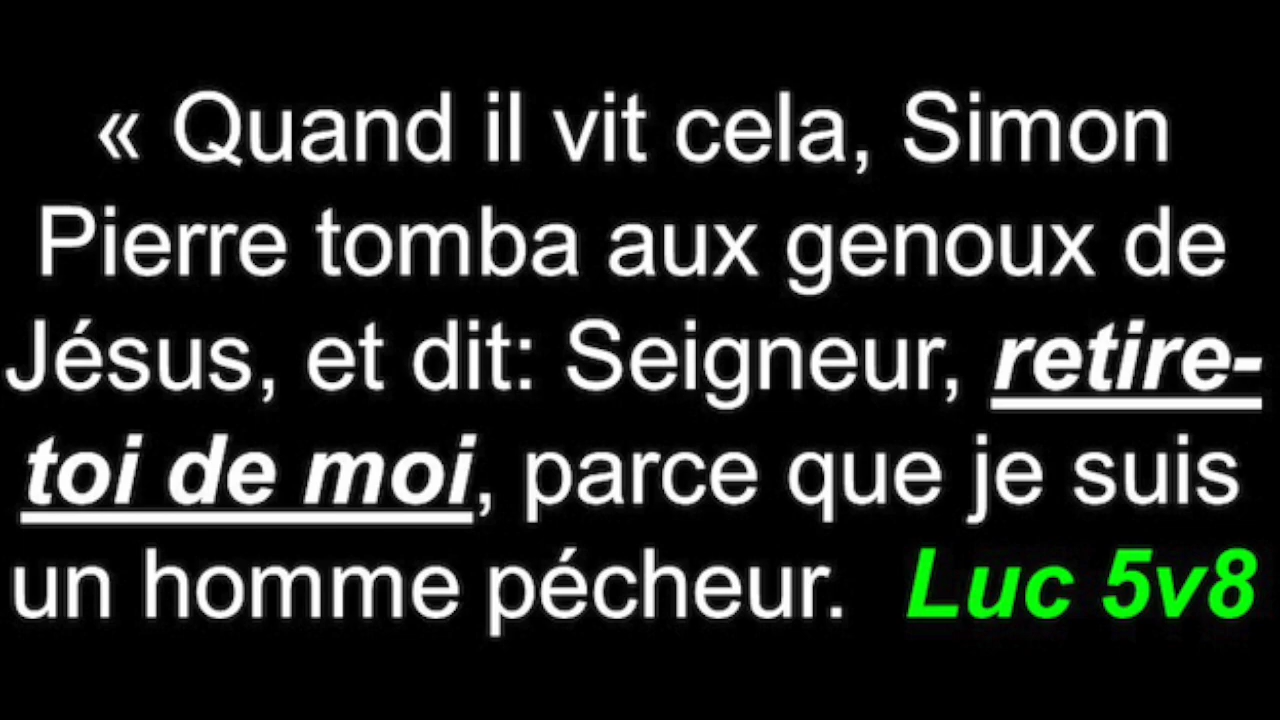 « Quand il vit cela, Simon
Pierre tomba aux genoux de
Jésus, et dit: Seigneur, retire-
toi de moi, parce que je suis
un homme pécheur. Luc 5v8